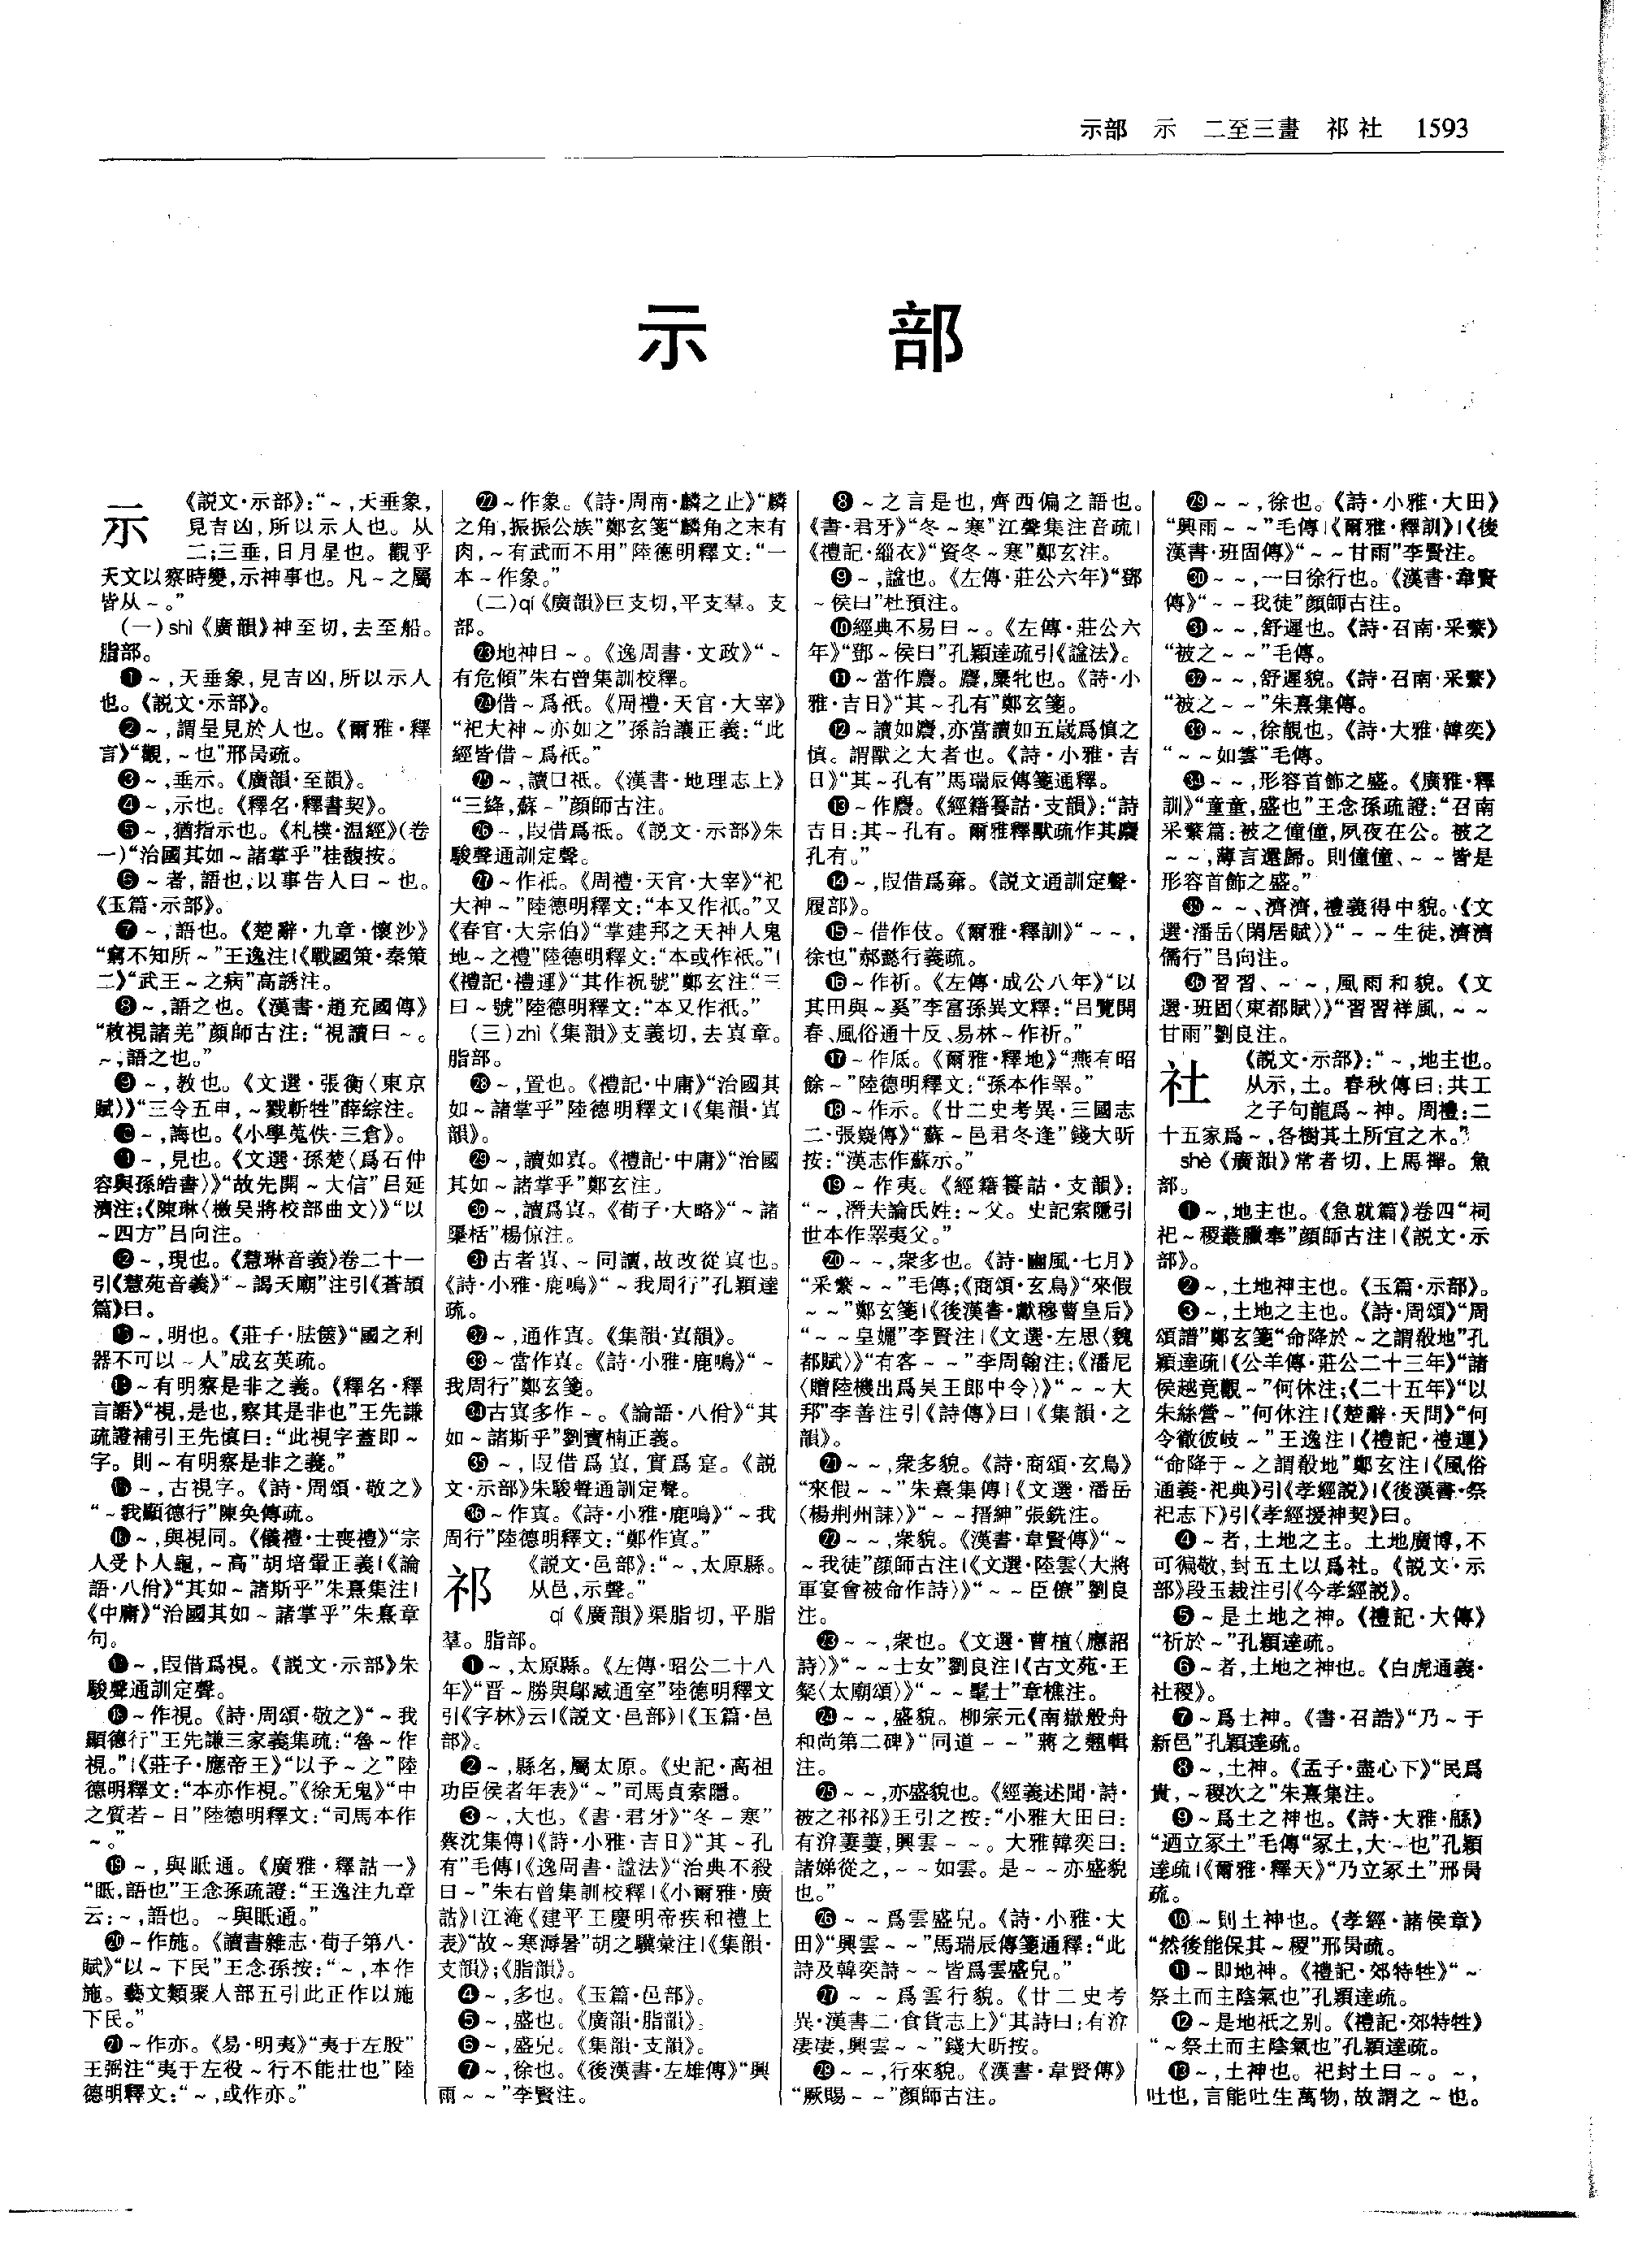 示部 示 二至三畫 祁社 1593
示 部
示
《説文·示部》：“~，天垂象，
見吉凶，所以示人也。从
二；三垂，日月星也。觀乎
天文以察時變，示神事也。凡~之屬
皆从~。”
(一)shì《廣韻》神至切，去至船。
脂部。
❶~，天垂象，見吉凶，所以示人
也。《説文·示部》。
❷~，謂呈見於人也。《爾雅·釋
言》“觀，~也”邢昺疏。
❸~，垂示。《廣韻·至韻》。
❹~，示也。《釋名·釋書契》。
❺~，猶指示也。《札樸·温經》(卷
一)“治國其如~諸掌乎”桂馥按。
❻~者，語也，以事告人曰~也。
《玉篇·示部》。
❼~，語也。《楚辭·九章·懷沙》
“窮不知所~”王逸注|《戰國策·秦策
二》“武王~之病”高誘注。
❽~，語之也。《漢書·趙充國傳》
“敕視諸羌”顔師古注：“視讀曰~。
~，語之也。”
❾~，教也。《文選·張衡〈東京
賦〉》“三令五申，~戮斬牲”薛綜注。
❿~，誨也。《小學蒐佚·三倉》。
⓫~，見也。《文選·孫楚〈爲石仲
容與孫皓書〉》“故先開~大信”吕延
濟注；《陳琳〈檄吴將校部曲文〉》“以
~四方”吕向注。
⓬~，現也。《慧琳音義》卷二十一
引《慧苑音義》“~謁天廟”注引《蒼頡
篇》曰。
⓭~，明也。《莊子·胠篋》“國之利
器不可以~人”成玄英疏。
⓮~有明察是非之義。《釋名·釋
言語》“視，是也，察其是非也”王先謙
疏證補引王先慎曰：“此視字蓋即~
字。則~有明察是非之義。”
⓯~，古視字。《詩·周頌·敬之》
“~我顯德行”陳奂傳疏。
⓰~，與視同。《儀禮·士喪禮》“宗
人受卜人龜，~高”胡培翬正義|《論
語·八佾》“其如~諸斯乎”朱熹集注|
《中庸》“治國其如~諸掌乎”朱熹章
句。
⓱~，叚借爲視。《説文·示部》朱
駿聲通訓定聲。
⓲~作視。《詩·周頌·敬之》“~我
顯德行”王先謙三家義集疏：“魯~作
視。”|《莊子·應帝王》“以予~之”陸
德明釋文：“本亦作視。”《徐无鬼》“中
之質若~日”陸德明釋文：“司馬本作
~。”
⓳~，與眂通。《廣雅·釋詁一》
“眂，語也”王念孫疏證：“王逸注九章
云：~，語也。~與眂通。”
⓴~作施。《讀書雜志·荀子第八·
賦》“以~下民”王念孫按：“~，本作
施。藝文類聚人部五引此正作以施
下民。”
㉑~作亦。《易·明夷》“夷于左股”
王弼注“夷于左役~行不能壯也”陸
德明釋文：“~，或作亦。”
㉒~作象。《詩·周南·麟之止》“麟
之角，振振公族”鄭玄箋“麟角之末有
肉，~有武而不用”陸德明釋文：“一
本~作象。”
(二)qí《廣韻》巨支切，平支羣。支
部。
㉓地神曰~。《逸周書·文政》“~
有危傾”朱右曾集訓校釋。
㉔借~爲祇。《周禮·天官·大宰》
“祀大神~亦如之”孫詒讓正義：“此
經皆借~爲祇。”
㉕~，讀曰祇。《漢書·地理志上》
“三絳，蘇~”顔師古注。
㉖~，叚借爲祇。《説文·示部》朱
駿聲通訓定聲。
㉗~作祇。《周禮·天官·大宰》“祀
大神~”陸德明釋文：“本又作祇。”又
《春官·大宗伯》“掌建邦之天神人鬼
地~之禮”陸德明釋文：“本或作祇。”|
《禮記·禮運》“其作祝號”鄭玄注“三
曰~號”陸德明釋文：“本又作祇。”
(三)zhì《集韻》支義切，去寘章。
脂部。
㉘~，置也。《禮記·中庸》“治國其
如~諸掌乎”陸德明釋文|《集韻·寘
韻》。
㉙~，讀如寘。《禮記·中庸》“治國
其如~諸掌乎”鄭玄注。
㉚~，讀爲寘。《荀子·大略》“~諸
檃栝”楊倞注。
㉛古者寘、~同讀，故改從寘也。
《詩·小雅·鹿鳴》“~我周行”孔穎達
疏。
㉜~，通作寘。《集韻·寘韻》。
㉝~當作寘。《詩·小雅·鹿鳴》“~
我周行”鄭玄箋。
㉞古寘多作~。《論語·八佾》“其
如~諸斯乎”劉寶楠正義。
㉟~，叚借爲寘，實爲寔。《説
文·示部》朱駿聲通訓定聲。
㊱~作寘。《詩·小雅·鹿鳴》“~我
周行”陸德明釋文：“鄭作寘。”
祁
《説文·邑部》：“~，太原縣。
从邑，示聲。”
qí《廣韻》渠脂切，平脂
羣。脂部。
❶~，太原縣。《左傳·昭公二十八
年》“晋~勝與鄔臧通室”陸德明釋文
引《字林》云|《説文·邑部》|《玉篇·邑
部》。
❷~，縣名，屬太原。《史記·高祖
功臣侯者年表》“~”司馬貞索隱。
❸~，大也。《書·君牙》“冬~寒”
蔡沈集傳|《詩·小雅·吉日》“其~孔
有”毛傳|《逸周書·謚法》“治典不殺
曰~”朱右曾集訓校釋|《小爾雅·廣
詁》|江淹《建平王慶明帝疾和禮上
表》“故~寒溽暑”胡之驥彙注|《集韻·
支韻》；《脂韻》。
❹~，多也。《玉篇·邑部》。
❺~，盛也。《廣韻·脂韻》。
❻~，盛皃。《集韻·支韻》。
❼~，徐也。《後漢書·左雄傳》“興
雨~~”李賢注。
❽~之言是也，齊西偏之語也。
《書·君牙》“冬~寒”江聲集注音疏|
《禮記·緇衣》“資冬~寒”鄭玄注。
❾~，謚也。《左傳·莊公六年》“鄧
~侯曰”杜預注。
❿經典不易曰~。《左傳·莊公六
年》“鄧~侯曰”孔穎達疏引《謚法》。
⓫~當作麎。麎，麋牝也。《詩·小
雅·吉日》“其~孔有”鄭玄箋。
⓬~讀如麎，亦當讀如五歲爲慎之
慎。謂獸之大者也。《詩·小雅·吉
日》“其~孔有”馬瑞辰傳箋通釋。
⓭~作麎。《經籍籑詁·支韻》：“詩
吉日：其~孔有。爾雅釋獸疏作其麎
孔有。”
⓮~，叚借爲㚖。《説文通訓定聲·
履部》。
⓯~借作伎。《爾雅·釋訓》“~~，
徐也”郝懿行義疏。
⓰~作祈。《左傳·成公八年》“以
其田與~奚”李富孫異文釋：“吕覽開
春、風俗通十反、易林~作祈。”
⓱~作底。《爾雅·釋地》“燕有昭
餘~”陸德明釋文：“孫本作㡳。”
⓲~作示。《廿二史考異·三國志
二·張嶷傳》“蘇~邑君冬逢”錢大昕
按：“漢志作蘇示。”
⓳~作夷。《經籍籑詁·支韻》：
“~，潛夫論氏姓：~父。史記索隱引
世本作睪夷父。”
⓴~~，衆多也。《詩·豳風·七月》
“采蘩~~”毛傳；《商頌·玄鳥》“來假
~~”鄭玄箋|《後漢書·獻穆曹皇后》
“~~皇孋”李賢注|《文選·左思〈魏
都賦〉》“有客~~”李周翰注；《潘尼
〈贈陸機出爲吴王郎中令〉》“~~大
邦”李善注引《詩傳》曰|《集韻·之
韻》。
㉑~~，衆多貌。《詩·商頌·玄鳥》
“來假~~”朱熹集傳|《文選·潘岳
〈楊荆州誄〉》“~~搢紳”張銑注。
㉒~~，衆貌。《漢書·韋賢傳》“~
~我徒”顔師古注|《文選·陸雲〈大將
軍宴會被命作詩〉》“~~臣僚”劉良
注。
㉓~~，衆也。《文選·曹植〈應詔
詩〉》“~~士女”劉良注|《古文苑·王
粲〈太廟頌〉》“~~髦士”章樵注。
㉔~~，盛貌。柳宗元《南嶽般舟
和尚第二碑》“同道~~”蔣之翹輯
注。
㉕~~，亦盛貌也。《經義述聞·詩·
被之祁祁》王引之按：“小雅大田曰：
有渰萋萋，興雲~~。大雅韓奕曰：
諸娣從之，~~如雲。是~~亦盛貌
也。”
㉖~~爲雲盛皃。《詩·小雅·大
田》“興雲~~”馬瑞辰傳箋通釋：“此
詩及韓奕詩~~皆爲雲盛皃。”
㉗~~爲雲行貌。《廿二史考
異·漢書二·食貨志上》“其詩曰：有渰
淒淒，興雲~~”錢大昕按。
㉘~~，行來貌。《漢書·韋賢傳》
“厥賜~~”顔師古注。
㉙~~，徐也。《詩·小雅·大田》
“興雨~~”毛傳|《爾雅·釋訓》|《後
漢書·班固傳》“~~甘雨”李賢注。
㉚~~，一曰徐行也。《漢書·韋賢
傳》“~~我徒”顔師古注。
㉛~~，舒遲也。《詩·召南·采蘩》
“被之~~”毛傳。
㉜~~，舒遲貌。《詩·召南·采蘩》
“被之~~”朱熹集傳。
㉝~~，徐靚也。《詩·大雅·韓奕》
“~~如雲”毛傳。
㉞~~，形容首飾之盛。《廣雅·釋
訓》“童童，盛也”王念孫疏證：“召南
采蘩篇：被之僮僮，夙夜在公。被之
~~，薄言還歸。則僮僮、~~皆是
形容首飾之盛。”
㉟~~、濟濟，禮義得中貌。《文
選·潘岳〈閑居賦〉》“~~生徒，濟濟
儒行”吕向注。
㊱習習、~~，風雨和貌。《文
選·班固〈東都賦〉》“習習祥風，~~
甘雨”劉良注。
社
《説文·示部》：“~，地主也。
从示，土。春秋傳曰：共工
之子句龍爲~神。周禮：二
十五家爲~，各樹其土所宜之木。”
shè《廣韻》常者切，上馬禪。魚
部。
❶~，地主也。《急就篇》卷四“祠
祀~稷叢臘奉”顔師古注|《説文·示
部》。
❷~，土地神主也。《玉篇·示部》。
❸~，土地之主也。《詩·周頌》“周
頌譜”鄭玄箋“命降於~之謂殽地”孔
穎達疏|《公羊傳·莊公二十三年》“諸
侯越竟觀~”何休注；《二十五年》“以
朱絲營~”何休注|《楚辭·天問》“何
令徹彼岐~”王逸注|《禮記·禮運》
“命降于~之謂殽地”鄭玄注|《風俗
通義·祀典》引《孝經説》|《後漢書·祭
祀志下》引《孝經援神契》曰。
❹~者，土地之主。土地廣博，不
可徧敬，封五土以爲社。《説文·示
部》段玉裁注引《今孝經説》。
❺~是土地之神。《禮記·大傳》
“祈於~”孔穎達疏。
❻~者，土地之神也。《白虎通義·
社稷》。
❼~爲土神。《書·召誥》“乃~于
新邑”孔穎達疏。
❽~，土神。《孟子·盡心下》“民爲
貴，~稷次之”朱熹集注。
❾~爲土之神也。《詩·大雅·緜》
“迺立冢土”毛傳“冢土，大~也”孔穎
達疏|《爾雅·釋天》“乃立冢土”邢昺
疏。
❿~則土神也。《孝經·諸侯章》
“然後能保其~稷”邢昺疏。
⓫~即地神。《禮記·郊特牲》“~
祭土而主陰氣也”孔穎達疏。
⓬~是地祇之别。《禮記·郊特牲》
“~祭土而主陰氣也”孔穎達疏。
⓭~，土神也。祀封土曰~。~，
吐也，言能吐生萬物，故謂之~也。